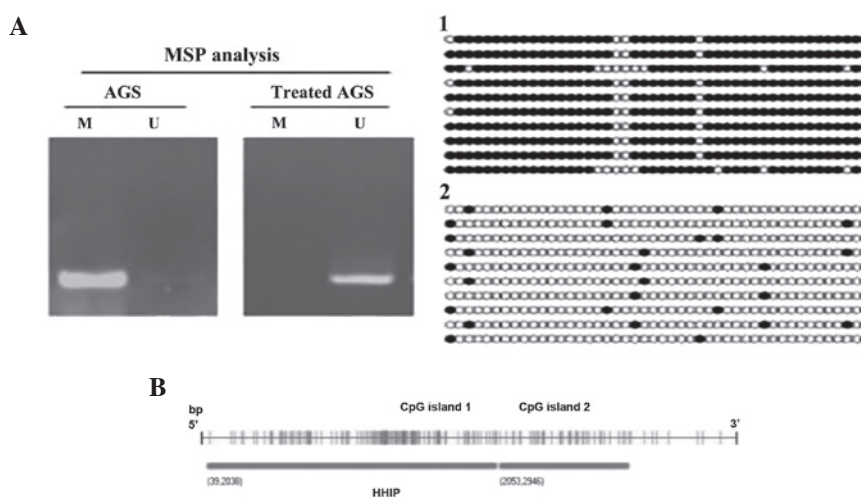 A
MSP analysis
AGS
Treated AGS
M
U
M
U
1
2
B
bp
5'
CpG island 1
CpG island 2
3'
(39.2038)
(2053.2946)
HHIP